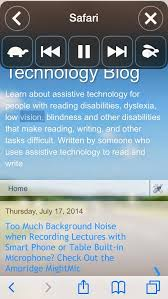 Safari
Technology Blog
Learn about assistive technology for
people with reading disabilities, dyslexia,
low vision, blindness and other disabilities
that make reading, writing, and other
tasks difficult. Written by someone who
uses assistive technology to read and
write
Home
Thursday, July 17, 2014
Too Much Background Noise
when Recording Lectures with
Smart Phone or Table Built-in
Microphone? Check Out the
Amoridge MightMic